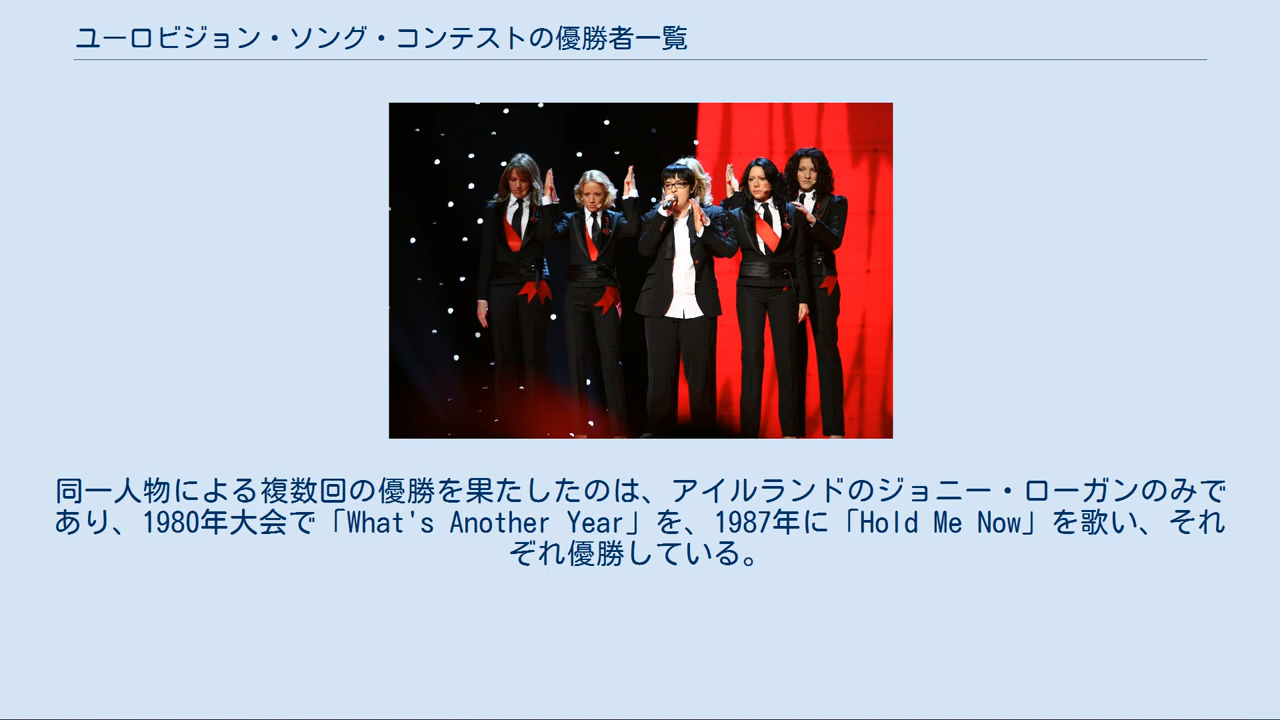 ユーロビジョン・ソング・コンテストの優勝者一覧
同一人物による複数回の優勝を果たしたのは、アイルランドのジョニー・ローガンのみで
あり、1980年大会で「What's Another Year」を、1987年に「Hold Me Now」を歌い、それ
ぞれ優勝している。